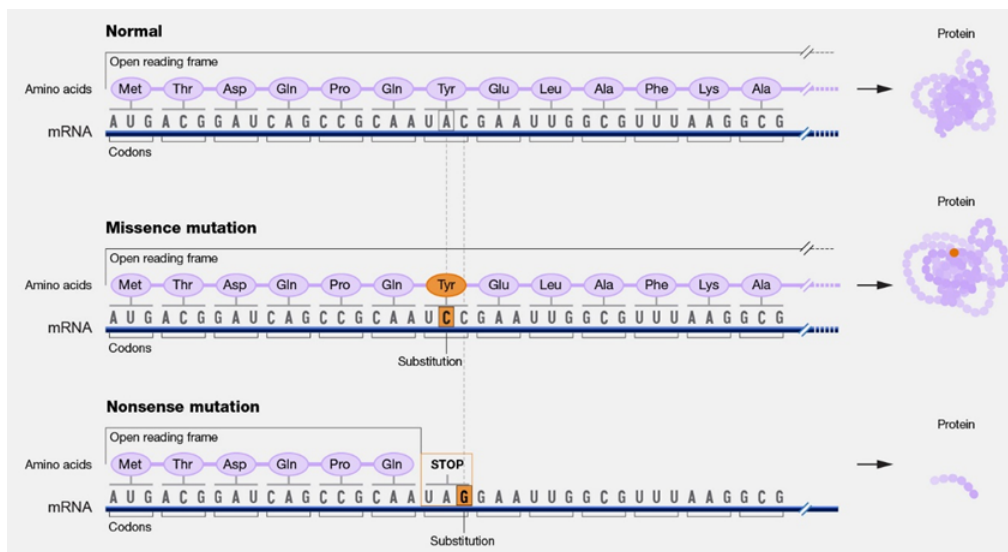 Normal
Protein
Open reading frame
Amino acids Met Thr Asp Gln Pro Gln Tyr Glu Leu Ala Phe Lys Ala
mRNA A U G A C G G A U C A G C C G C A A U A C G A A U U G G C G U U U A A G G C G
Codons
Missence mutation
Protein
Open reading frame
Amino acids Met Thr Asp Gln Pro Gln Tyr Glu Leu Ala Phe Lys Ala
mRNA A U G A C G G A U C A G C C G C A A U C C G A A U U G G C G U U U A A G G C G
Codons
Substitution
Nonsense mutation
Protein
Open reading frame
Amino acids Met Thr Asp Gln Pro Gln STOP
mRNA A U G A C G G A U C A G C C G C A A U A G G A A U U G G C G U U U A A G G C G
Codons
Substitution